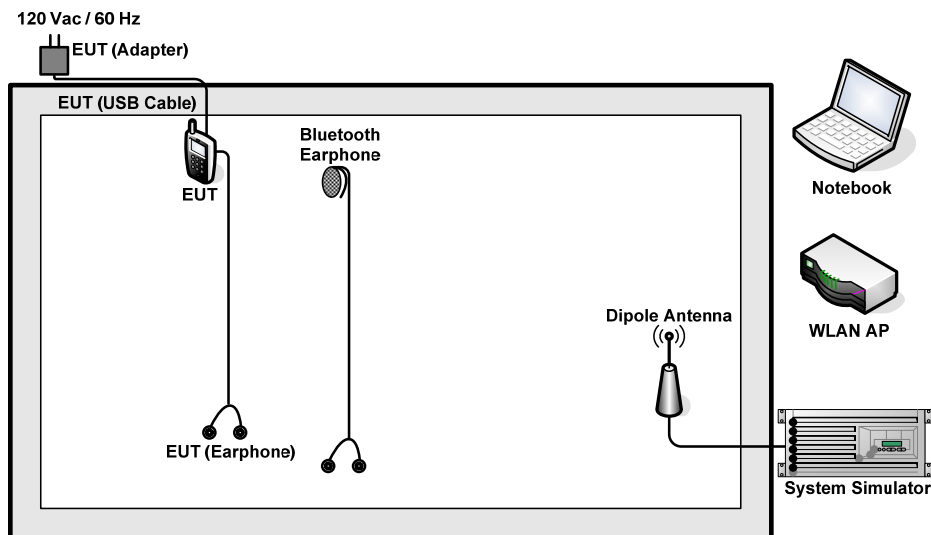 120 Vac / 60 Hz
EUT (Adapter)
EUT (USB Cable)
EUT
Bluetooth
Earphone
EUT (Earphone)
Dipole Antenna
Notebook
WLAN AP
System Simulator